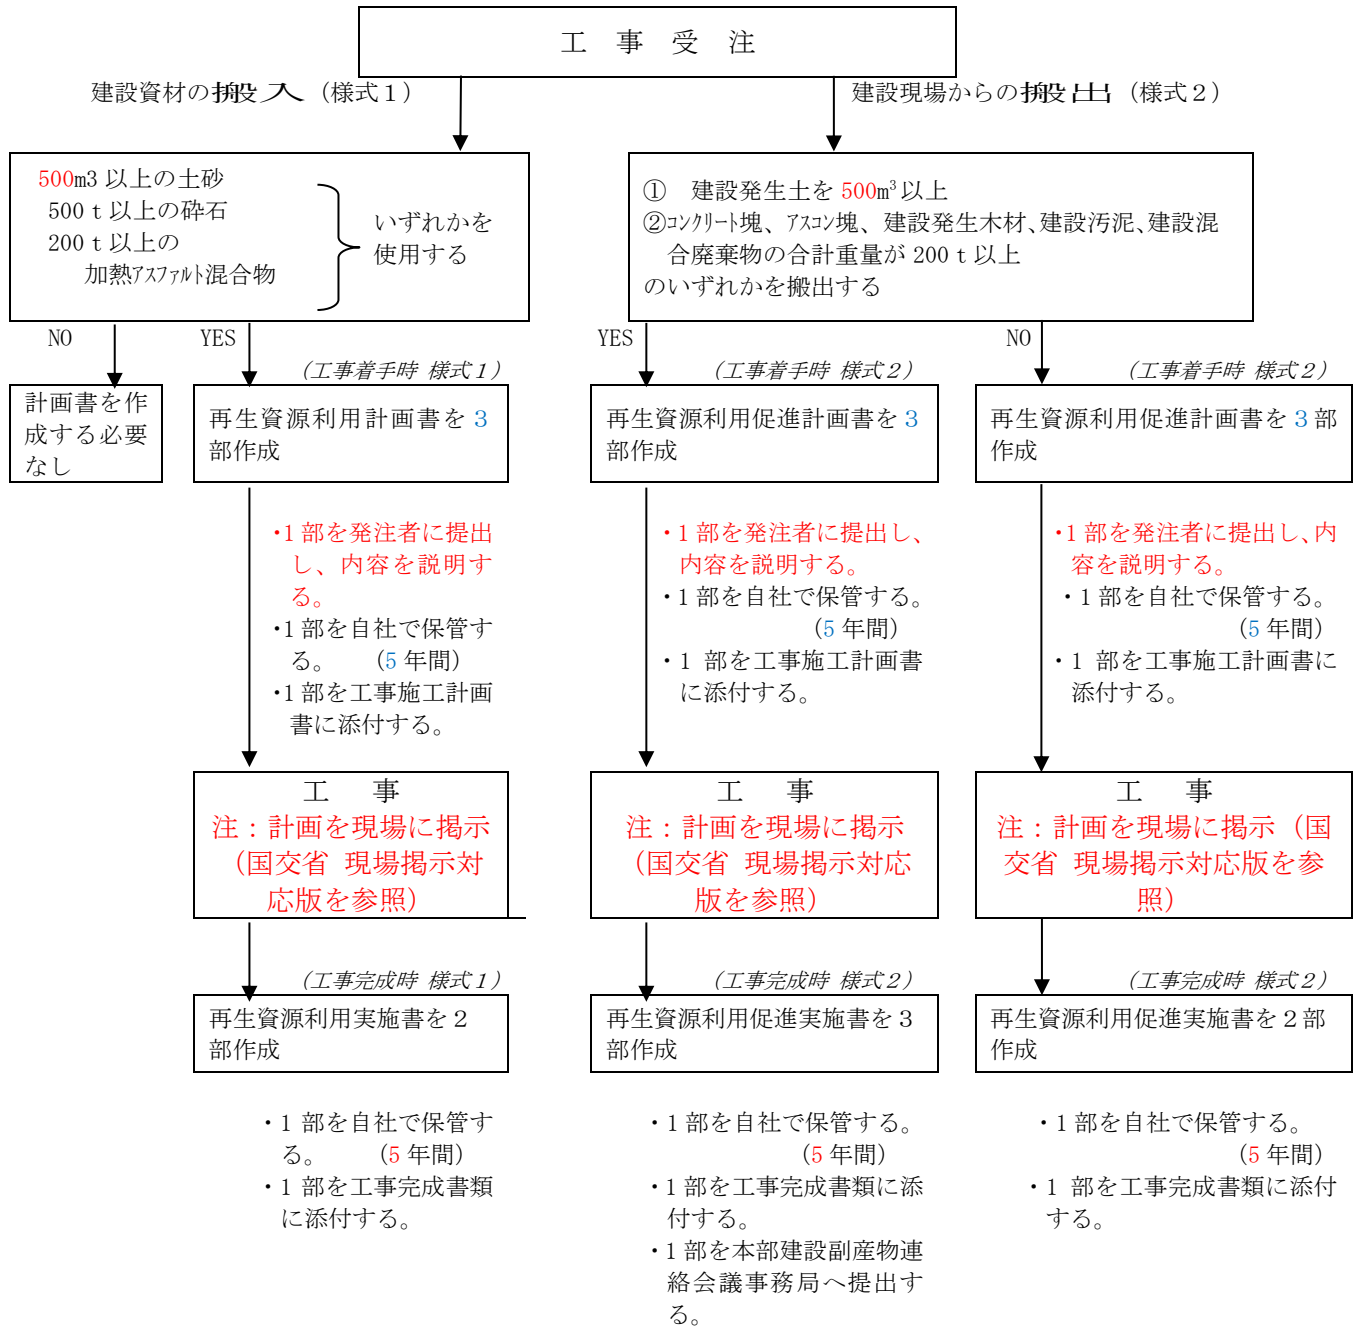 工　事　受　注
建設資材の搬入（様式１）
建設現場からの搬出（様式２）
500m3 以上の土砂
500ｔ以上の砕石
200ｔ以上の
加熱ｱｽﾌｧﾙﾄ混合物
いずれかを
使用する
①　建設発生土を 500m³以上
②ｺﾝｸﾘｰﾄ塊、ｱｽｺﾝ塊、建設発生木材、建設汚泥、建設混
合廃棄物の合計重量が 200ｔ以上
のいずれかを搬出する
NO
YES
YES
NO
（工事着手時 様式１）
（工事着手時 様式２）
（工事着手時 様式２）
計画書を作
成する必要
なし
再生資源利用計画書を３
部作成
再生資源利用促進計画書を３
部作成
再生資源利用促進計画書を３部
作成
・1 部を発注者に提出
し、内容を説明す
る。
・1 部を自社で保管す
る。　（5 年間）
・1 部を工事施工計画
書に添付する。
・1 部を発注者に提出し、
内容を説明する。
・1 部を自社で保管する。
（5 年間）
・1 部を工事施工計画書
に添付する。
・1 部を発注者に提出し、内
容を説明する。
・1 部を自社で保管する。
（5 年間）
・1 部を工事施工計画書に
添付する。
工　事
注：計画を現場に掲示
（国交省 現場掲示対
応版を参照）
工　事
注：計画を現場に掲示
（国交省 現場掲示対応
版を参照）
工　事
注：計画を現場に掲示（国
交省 現場掲示対応版を参
照）
（工事完成時 様式１）
（工事完成時 様式２）
（工事完成時 様式２）
再生資源利用実施書を２
部作成
再生資源利用促進実施書を３
部作成
再生資源利用促進実施書を２部
作成
・1 部を自社で保管す
る。　（5 年間）
・1 部を工事完成書類
に添付する。
・1 部を自社で保管する。
（5 年間）
・1 部を工事完成書類に添
付する。
・1 部を本部建設副産物連
絡会議事務局へ提出す
る。
・1 部を自社で保管する。
（5 年間）
・1 部を工事完成書類に添付
する。